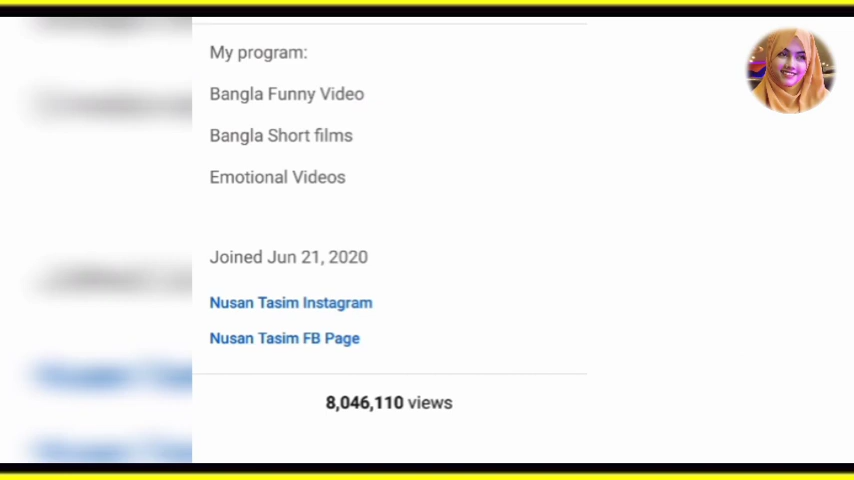 My program:
Bangla Funny Video
Bangla Short films
Emotional Videos
Joined Jun 21, 2020
Nusan Tasim Instagram
Nusan Tasim FB Page
8,046,110 views